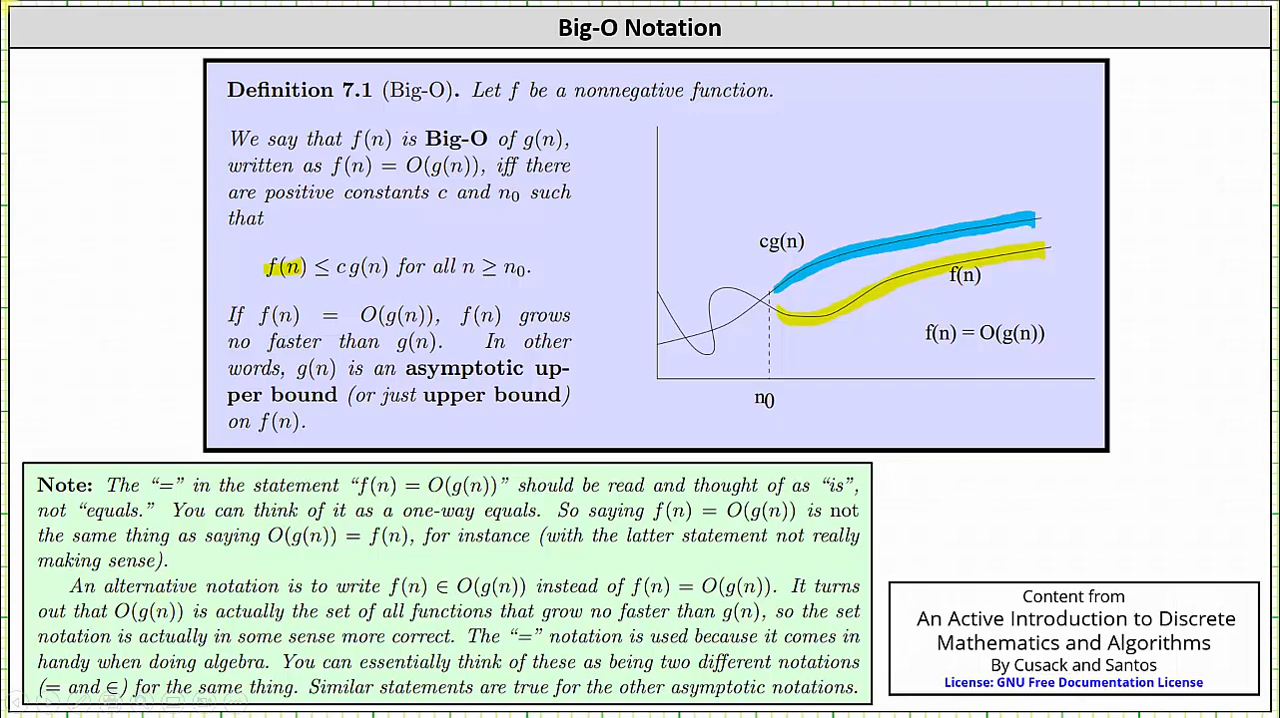 Big-O Notation
Definition 7.1 (Big-O). Let f be a nonnegative function.
We say that f(n) is Big-O of g(n),
written as f(n) = O(g(n)), iff there
are positive constants c and n₀ such
that
f(n) ≤ c g(n) for all n ≥ n₀.
If f(n) = O(g(n)), f(n) grows
no faster than g(n). In other
words, g(n) is an asymptotic up-
per bound (or just upper bound)
on f(n).
cg(n)
f(n)
f(n) = O(g(n))
n0
Note: The “=” in the statement “f(n) = O(g(n))” should be read and thought of as “is”,
not “equals.” You can think of it as a one-way equals. So saying f(n) = O(g(n)) is not
the same thing as saying O(g(n)) = f(n), for instance (with the latter statement not really
making sense).
An alternative notation is to write f(n) ∈ O(g(n)) instead of f(n) = O(g(n)). It turns
out that O(g(n)) is actually the set of all functions that grow no faster than g(n), so the set
notation is actually in some sense more correct. The “=” notation is used because it comes in
handy when doing algebra. You can essentially think of these as being two different notations
(= and ∈) for the same thing. Similar statements are true for the other asymptotic notations.
Content from
An Active Introduction to Discrete
Mathematics and Algorithms
By Cusack and Santos
License: GNU Free Documentation License